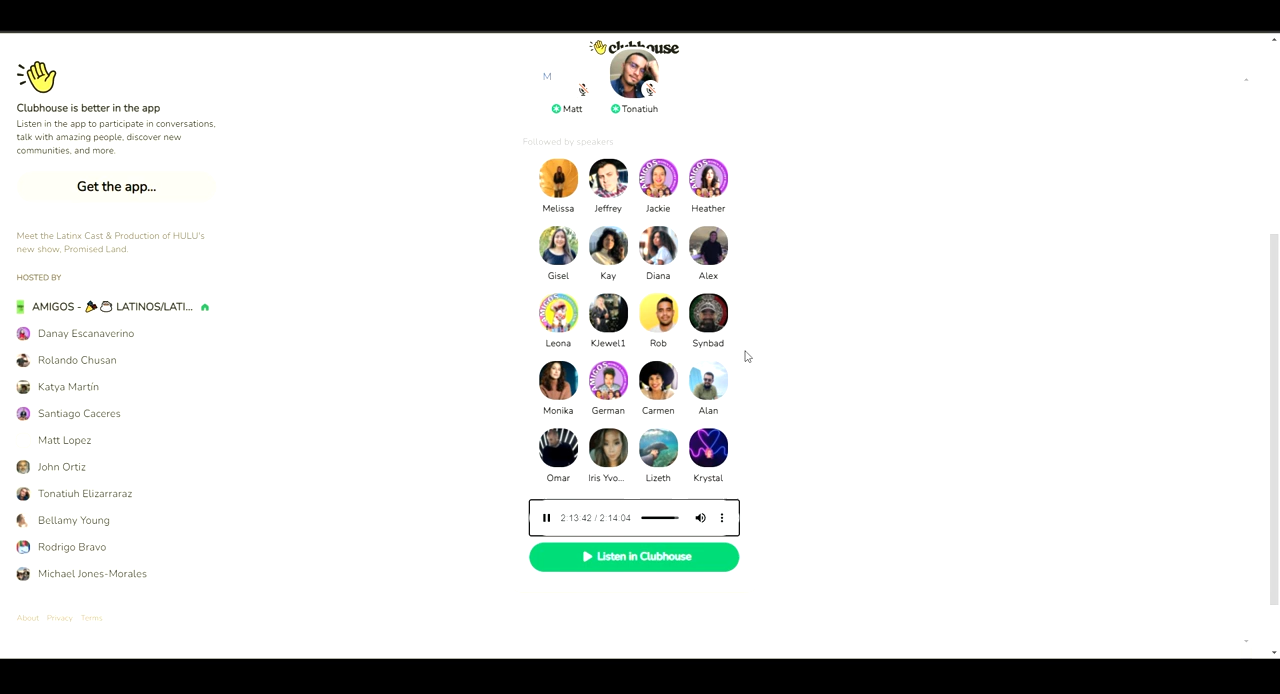 Clubhouse is better in the app
Listen in the app to participate in conversations,
talk with amazing people, discover new
communities, and more.
Get the app...
Meet the Latinx Cast & Production of HULU's
new show, Promised Land.
HOSTED BY
AMIGOS - 🎉 LATINOS/LATI...
Danay Escanaverino
Rolando Chusan
Katya Martín
Santiago Caceres
Matt Lopez
John Ortiz
Tonatiuh Elizarraraz
Bellamy Young
Rodrigo Bravo
Michael Jones-Morales
About Privacy Terms
clubhouse
M
Matt Tonatiuh
Followed by speakers
Melissa Jeffrey Jackie Heather
Gisel Kay Diana Alex
Leona KJewel1 Rob Synbad
Monika German Carmen Alan
Omar Iris Yvo... Lizeth Krystal
2:13:42 / 2:14:04
Listen in Clubhouse